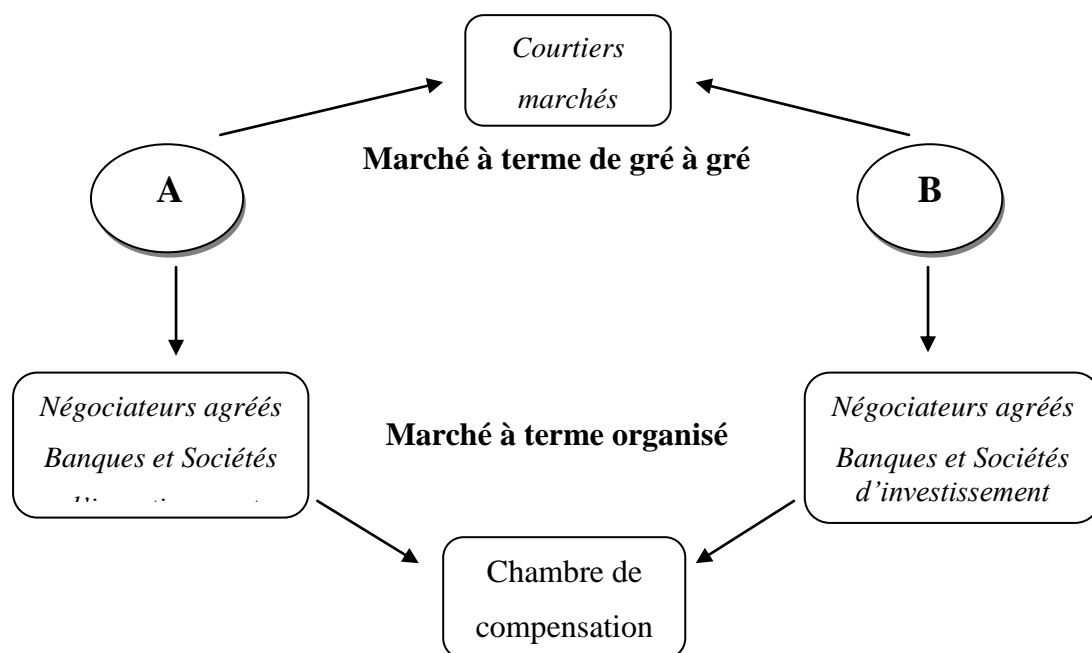 Courtiers
marchés
Marché à terme de gré à gré
A
B
Négociateurs agréés
Banques et Sociétés
Marché à terme organisé
Négociateurs agréés
Banques et Sociétés
d’investissement
Chambre de
compensation